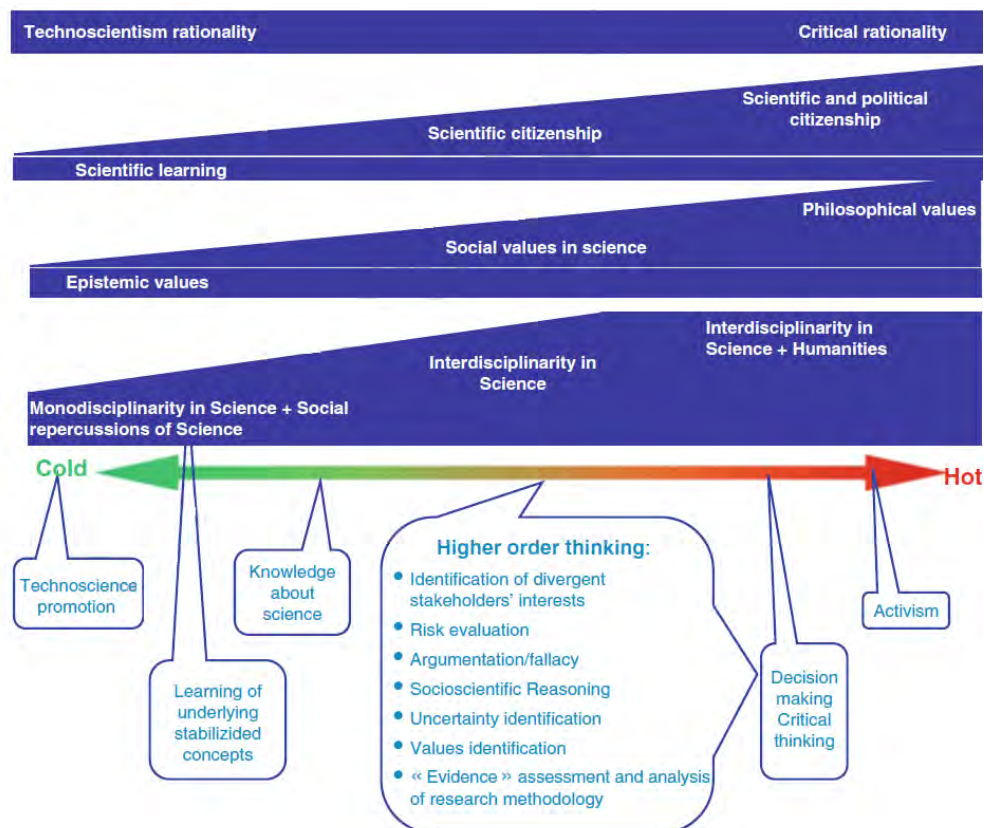 Technoscientism rationality
Critical rationality
Scientific and political
citizenship
Scientific citizenship
Scientific learning
Philosophical values
Social values in science
Epistemic values
Interdisciplinarity in
Science + Humanities
Interdisciplinarity in
Science
Monodisciplinarity in Science + Social
repercussions of Science
Cold
Hot
Technoscience
promotion
Learning of
underlying
stabilizided
concepts
Knowledge
about
science
Higher order thinking:
• Identification of divergent
stakeholders' interests
• Risk evaluation
• Argumentation/fallacy
• Socioscientific Reasoning
• Uncertainty identification
• Values identification
• « Evidence » assessment and analysis
of research methodology
Decision
making
Critical
thinking
Activism